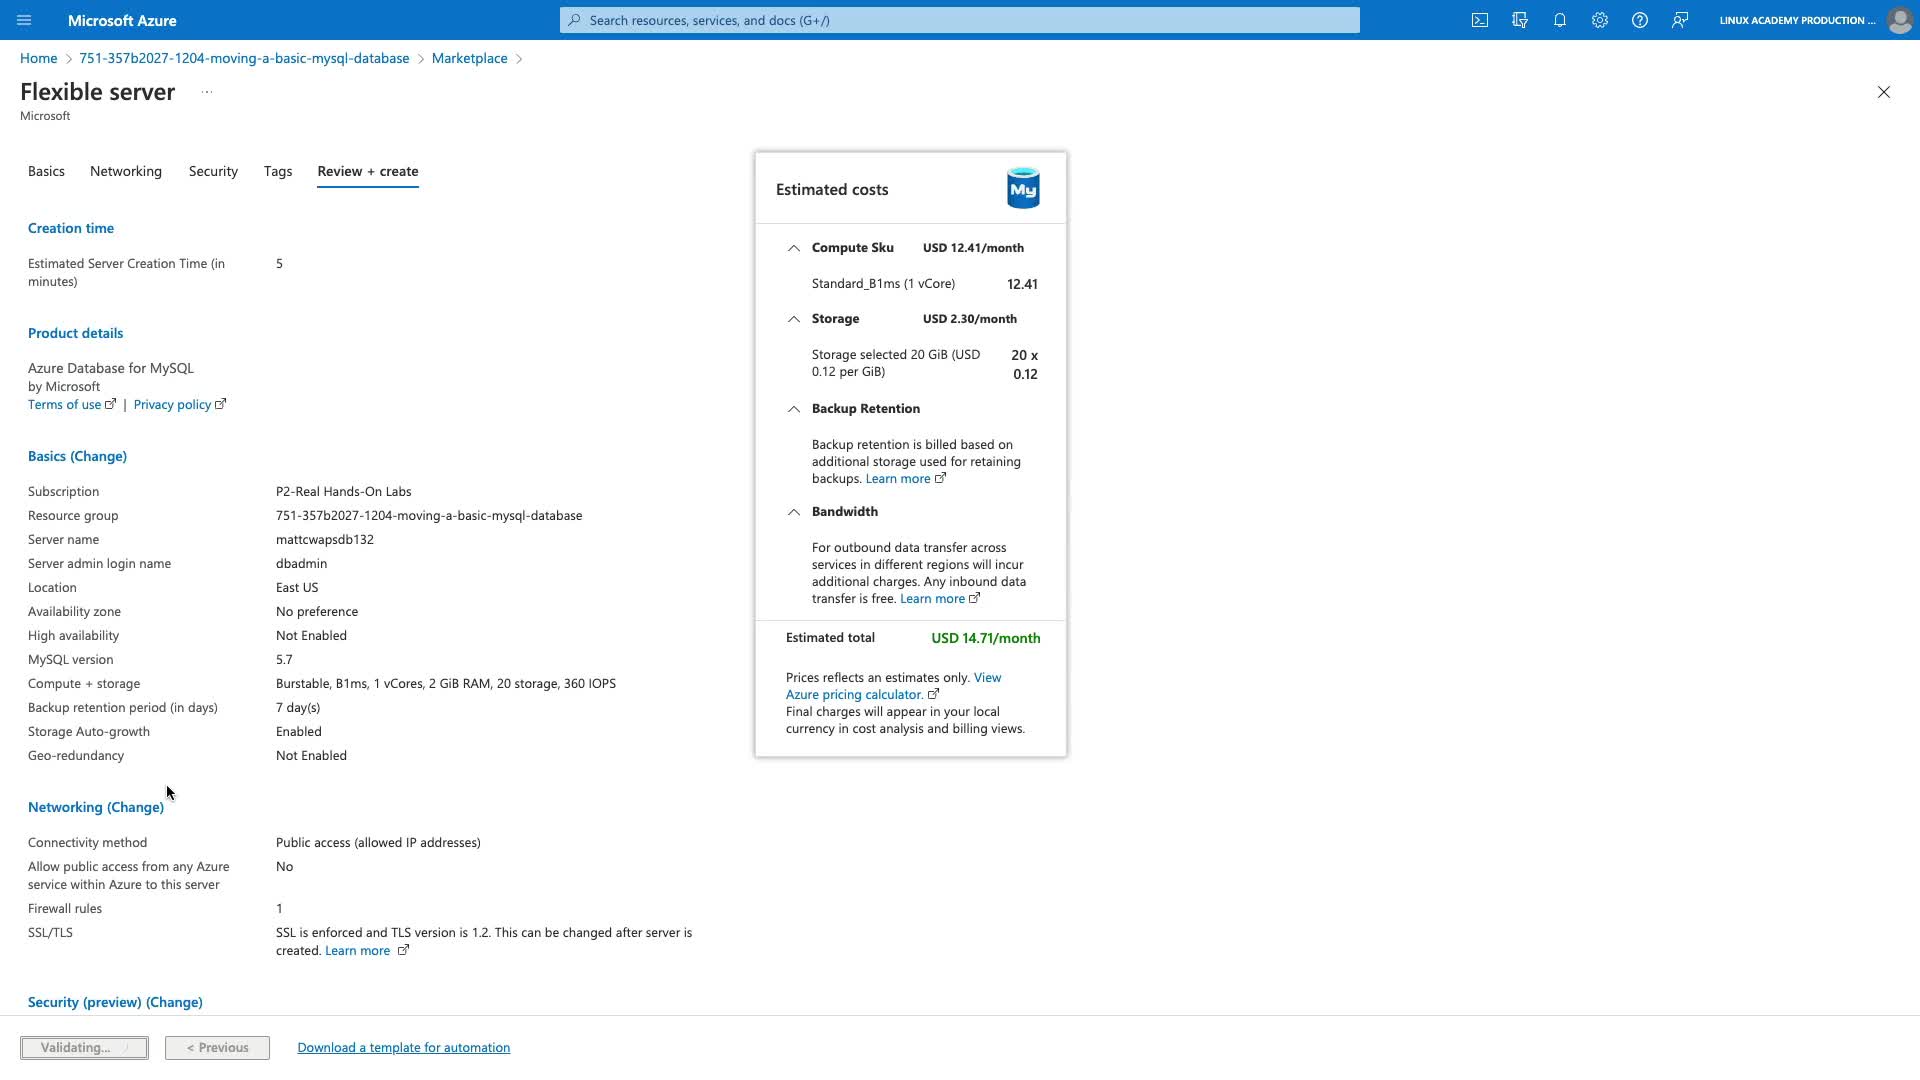 Microsoft Azure
Search resources, services, and docs (G+/)
LINUX ACADEMY PRODUCTION ...
Home > 751-357b2027-1204-moving-a-basic-mysql-database > Marketplace >
Flexible server ...
Microsoft
Basics Networking Security Tags Review + create
Creation time
Estimated Server Creation Time (in
minutes)
5
Product details
Azure Database for MySQL
by Microsoft
Terms of use | Privacy policy
Basics (Change)
Subscription P2-Real Hands-On Labs
Resource group 751-357b2027-1204-moving-a-basic-mysql-database
Server name mattcwapsdb132
Server admin login name dbadmin
Location East US
Availability zone No preference
High availability Not Enabled
MySQL version 5.7
Compute + storage Burstable, B1ms, 1 vCores, 2 GiB RAM, 20 storage, 360 IOPS
Backup retention period (in days) 7 day(s)
Storage Auto-growth Enabled
Geo-redundancy Not Enabled
Networking (Change)
Connectivity method Public access (allowed IP addresses)
Allow public access from any Azure
service within Azure to this server
No
Firewall rules 1
SSL/TLS
SSL is enforced and TLS version is 1.2. This can be changed after server is
created. Learn more
Security (preview) (Change)
Estimated costs
My
Compute Sku USD 12.41/month
Standard_B1ms (1 vCore) 12.41
Storage USD 2.30/month
Storage selected 20 GiB (USD
0.12 per GiB)
20 x
0.12
Backup Retention
Backup retention is billed based on
additional storage used for retaining
backups. Learn more
Bandwidth
For outbound data transfer across
services in different regions will incur
additional charges. Any inbound data
transfer is free. Learn more
Estimated total USD 14.71/month
Prices reflect​s an estimates only. View
Azure pricing calculator.
Final charges will appear in your local
currency in cost analysis and billing views.
Validating... < Previous Download a template for automation